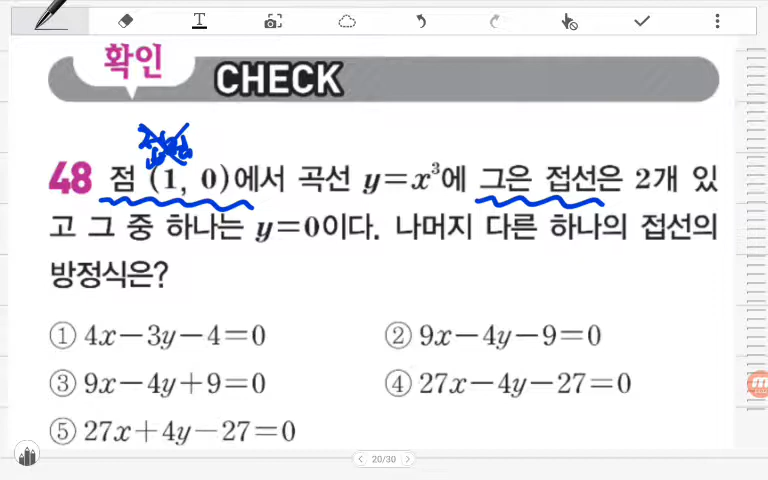 T
확인
CHECK
48 점 (1, 0)에서 곡선 y=x³에 그은 접선은 2개 있
고 그 중 하나는 y=0이다. 나머지 다른 하나의 접선의
방정식은?
① 4x−3y−4=0
② 9x−4y−9=0
③ 9x−4y+9=0
④ 27x−4y−27=0
⑤ 27x+4y−27=0
20/30